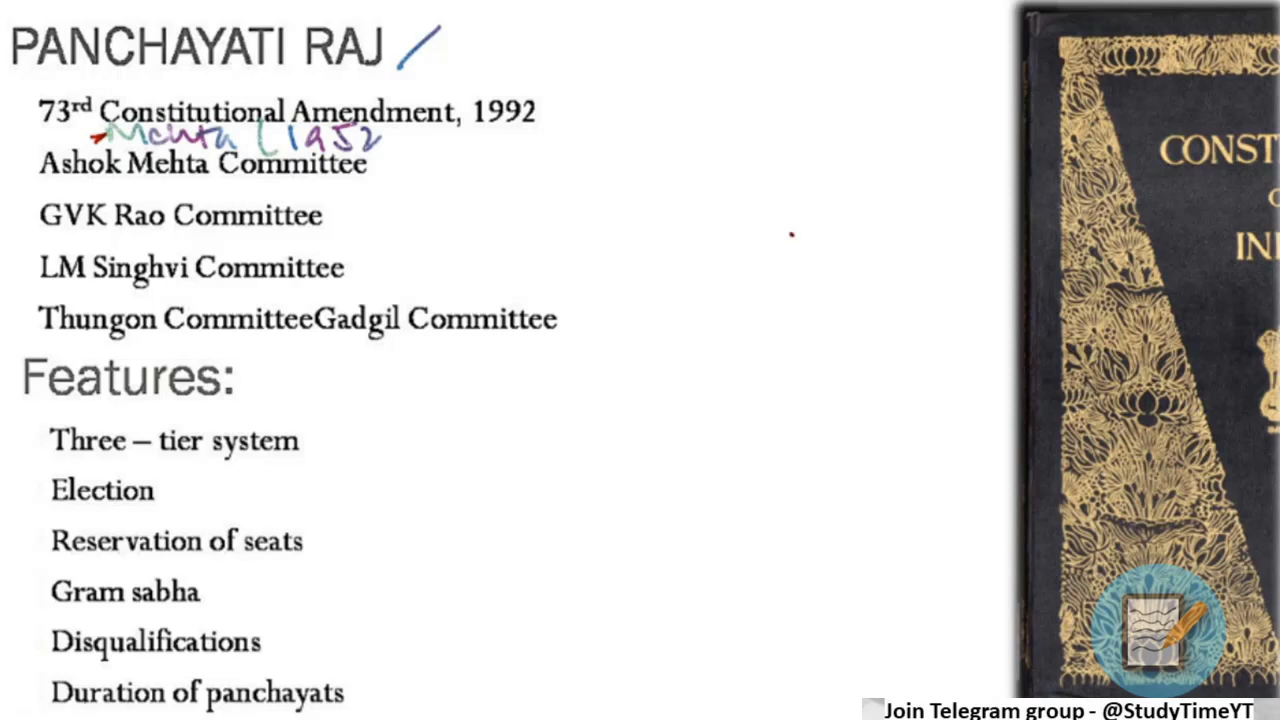 PANCHAYATI RAJ
73rd Constitutional Amendment, 1992
Mehta (1952
Ashok Mehta Committee
GVK Rao Committee
LM Singhvi Committee
Thungon CommitteeGadgil Committee
Features:
Three – tier system
Election
Reservation of seats
Gram sabha
Disqualifications
Duration of panchayats
CONST
IN
Join Telegram group - @StudyTimeYT